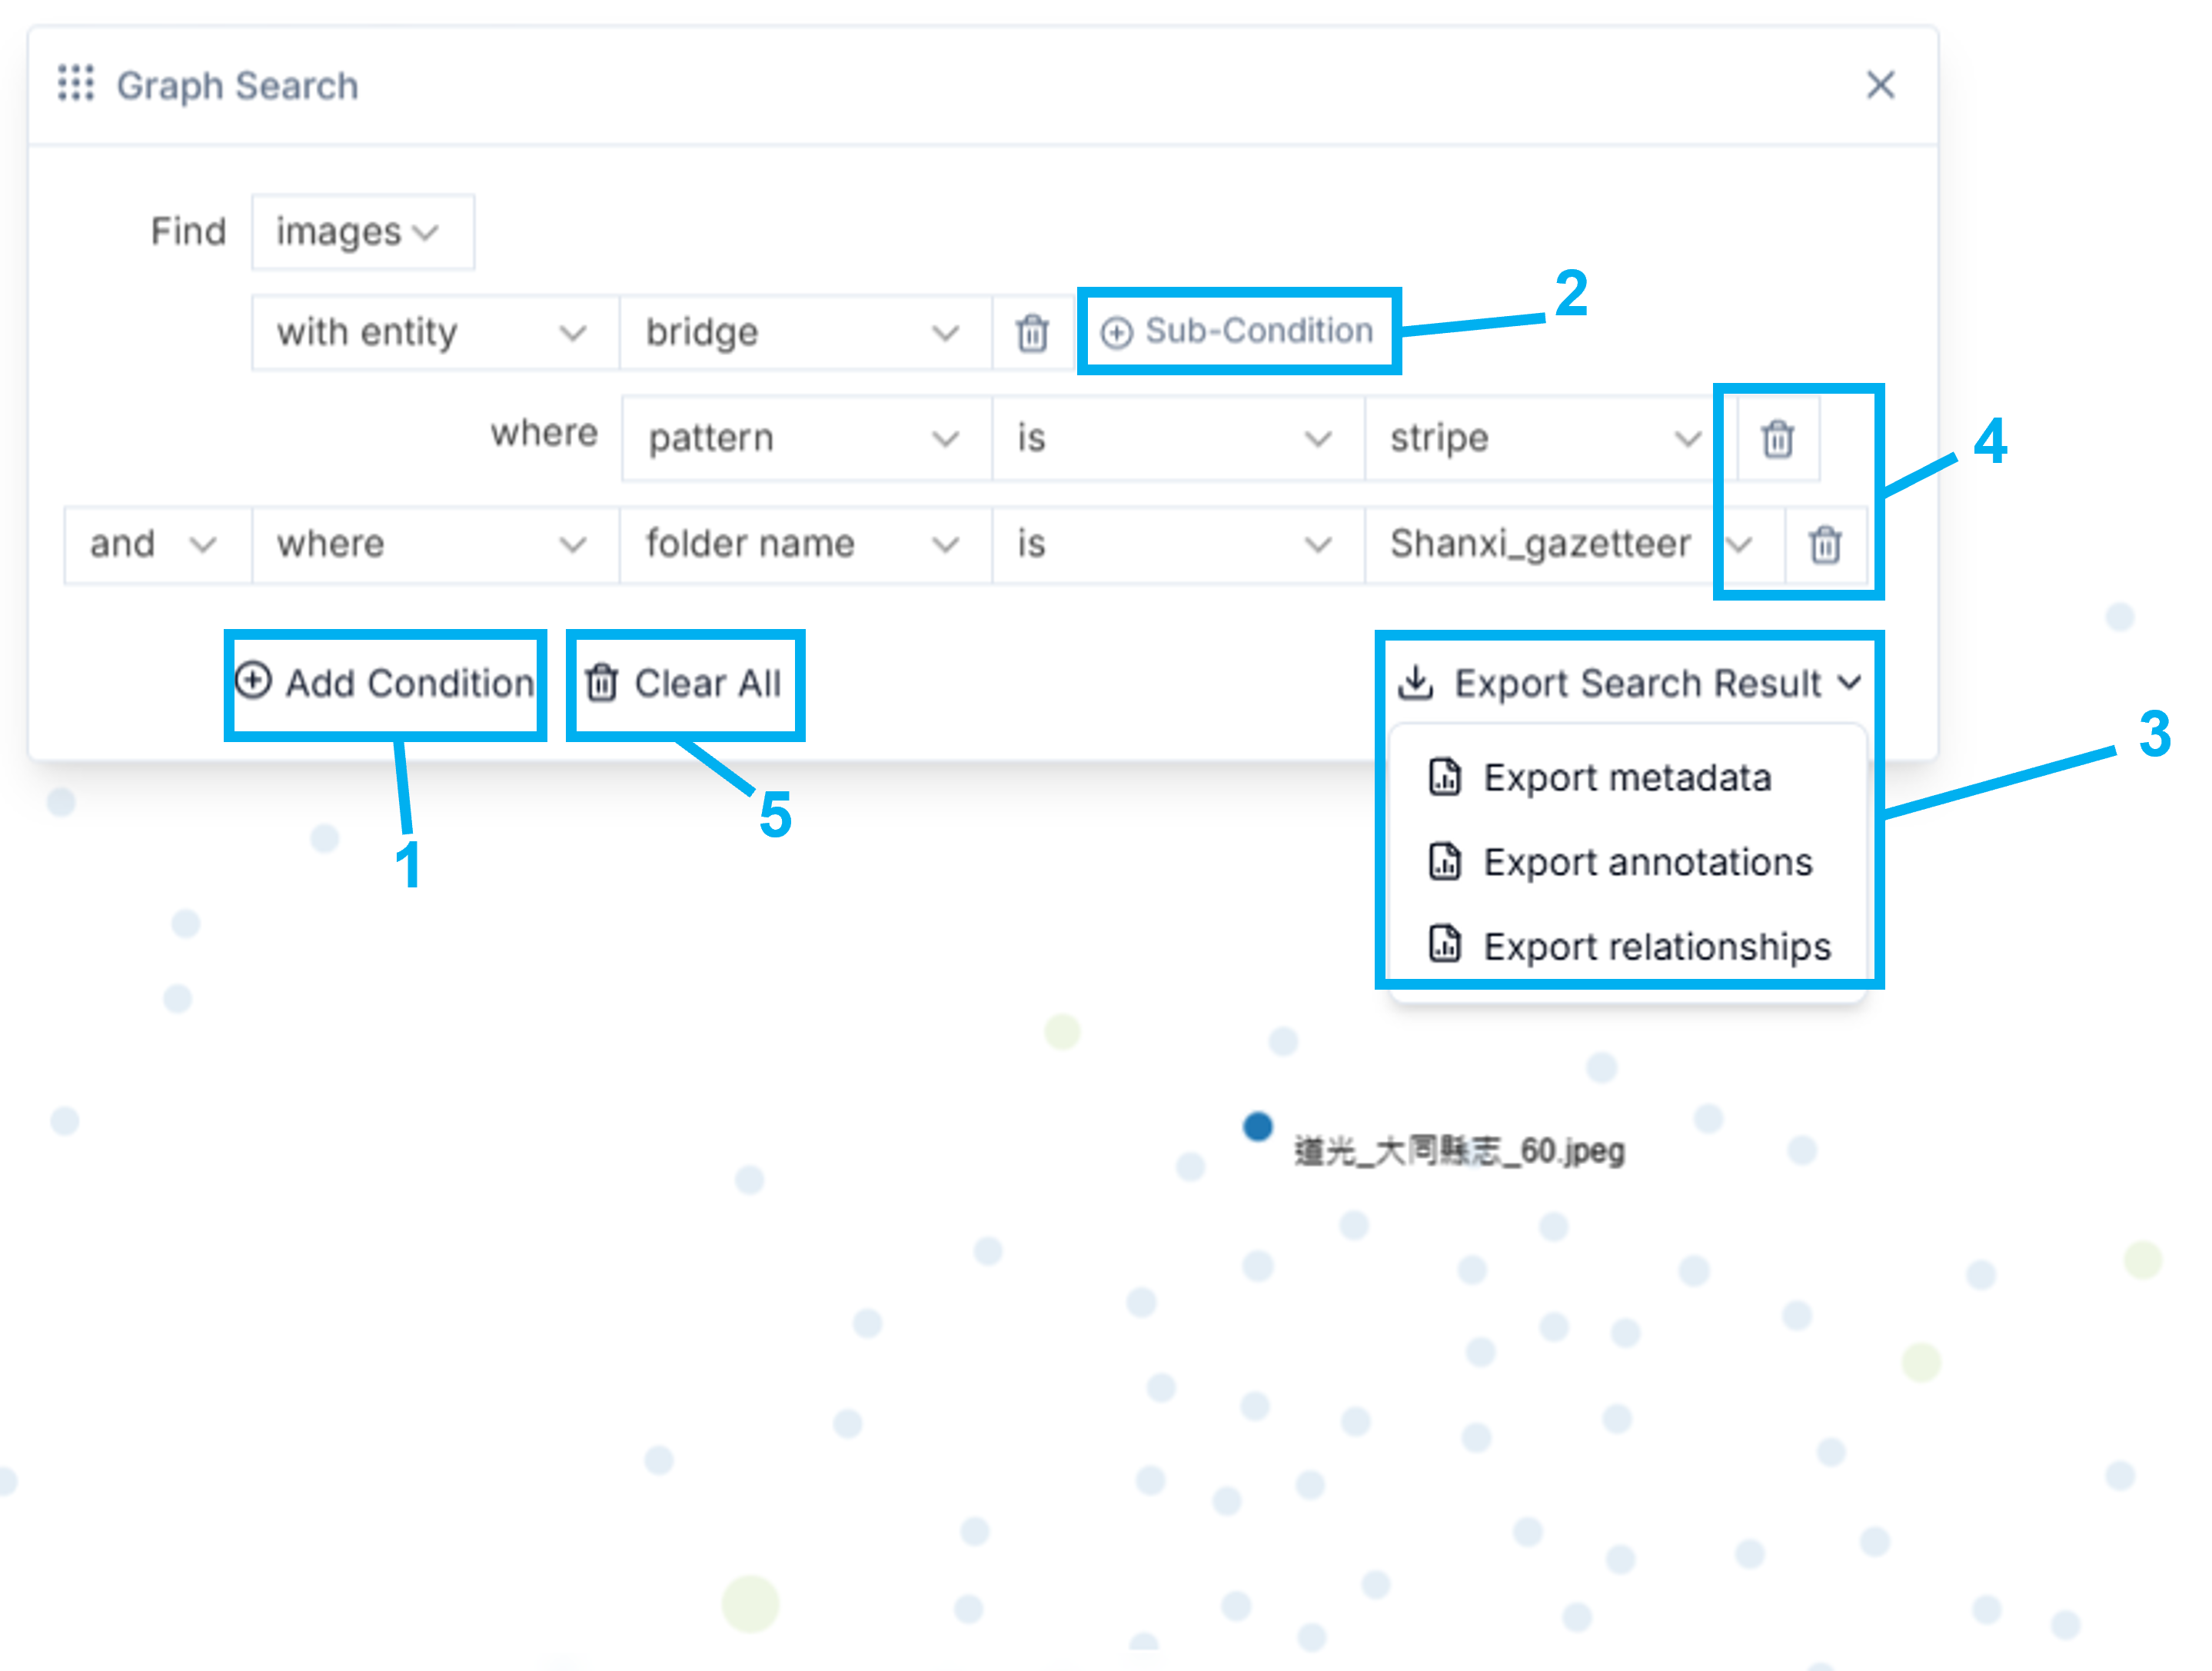 Graph Search
Find images
with entity bridge Sub-Condition 2
where pattern is stripe 4
and where folder name is Shanxi_gazetteer
Add Condition Clear All Export Search Result
3
Export metadata
5
Export annotations
1
Export relationships
道光_大同縣志_60.jpeg